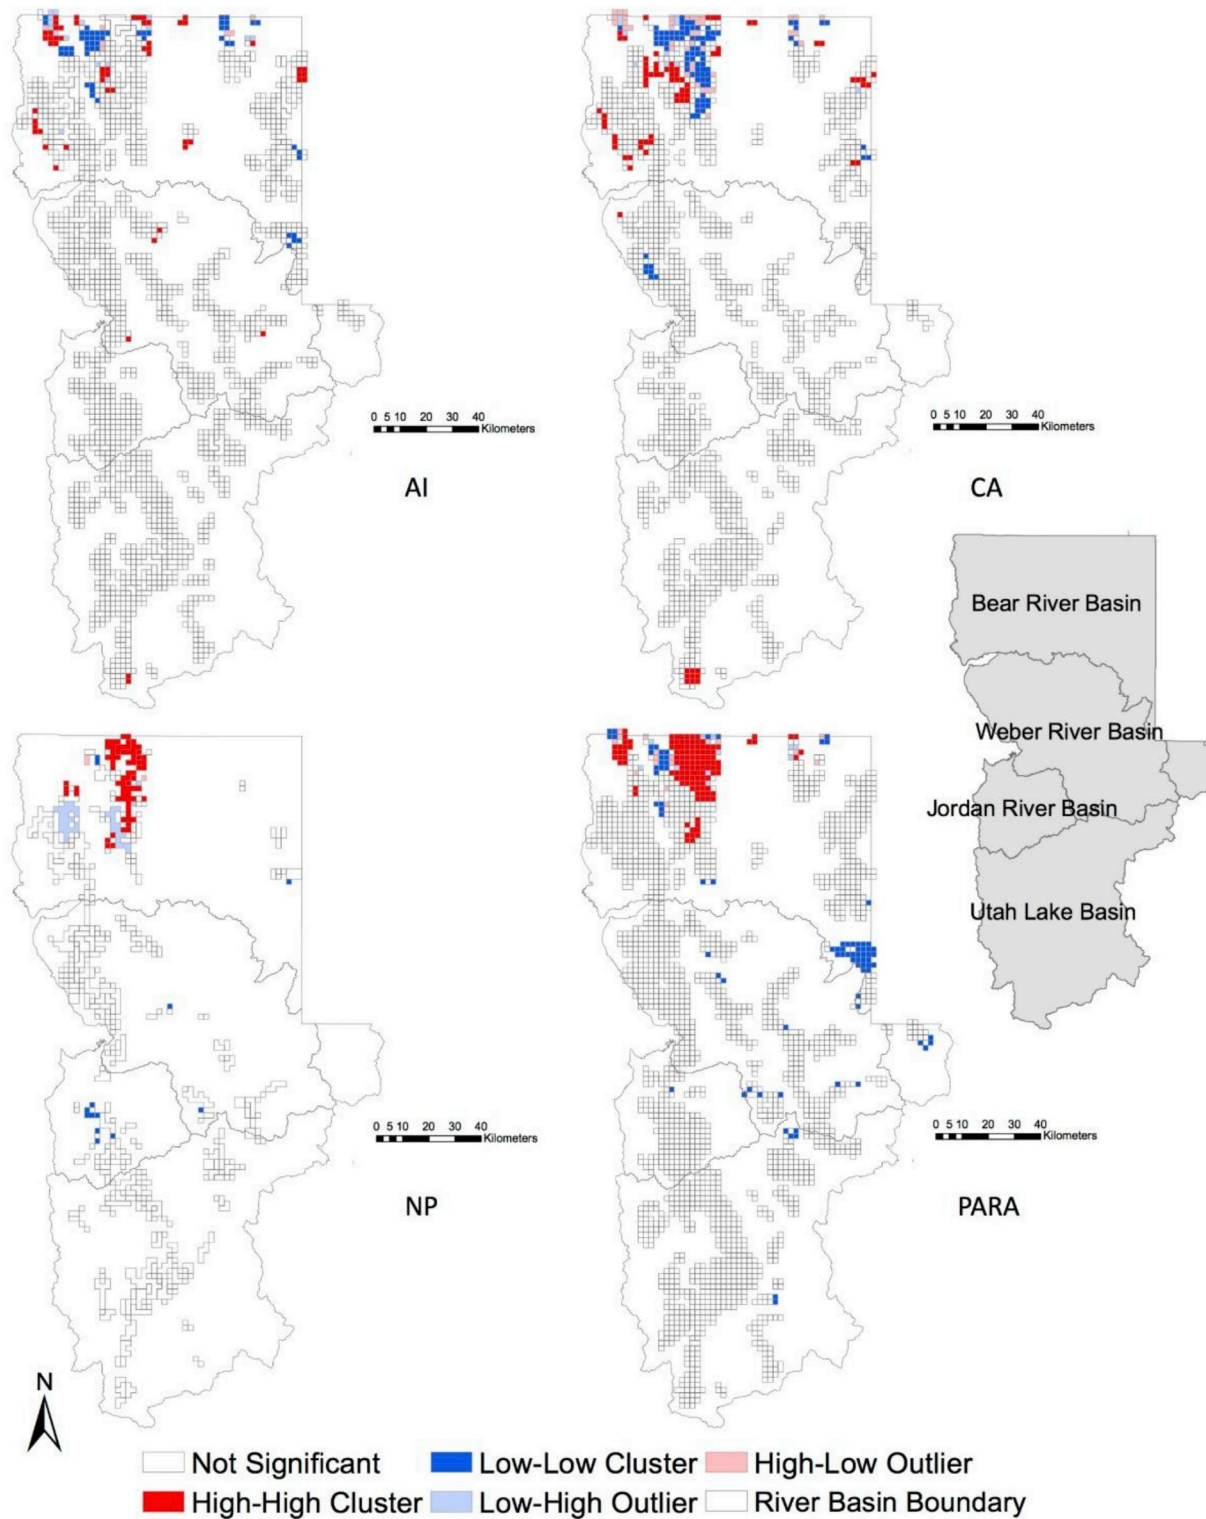 0 5 10 20 30 40
Kilometers
AI
0 5 10 20 30 40
Kilometers
CA
Bear River Basin
Weber River Basin
Jordan River Basin
Utah Lake Basin
0 5 10 20 30 40
Kilometers
NP
0 5 10 20 30 40
Kilometers
PARA
N
Not Significant
Low-Low Cluster
High-Low Outlier
High-High Cluster
Low-High Outlier
River Basin Boundary